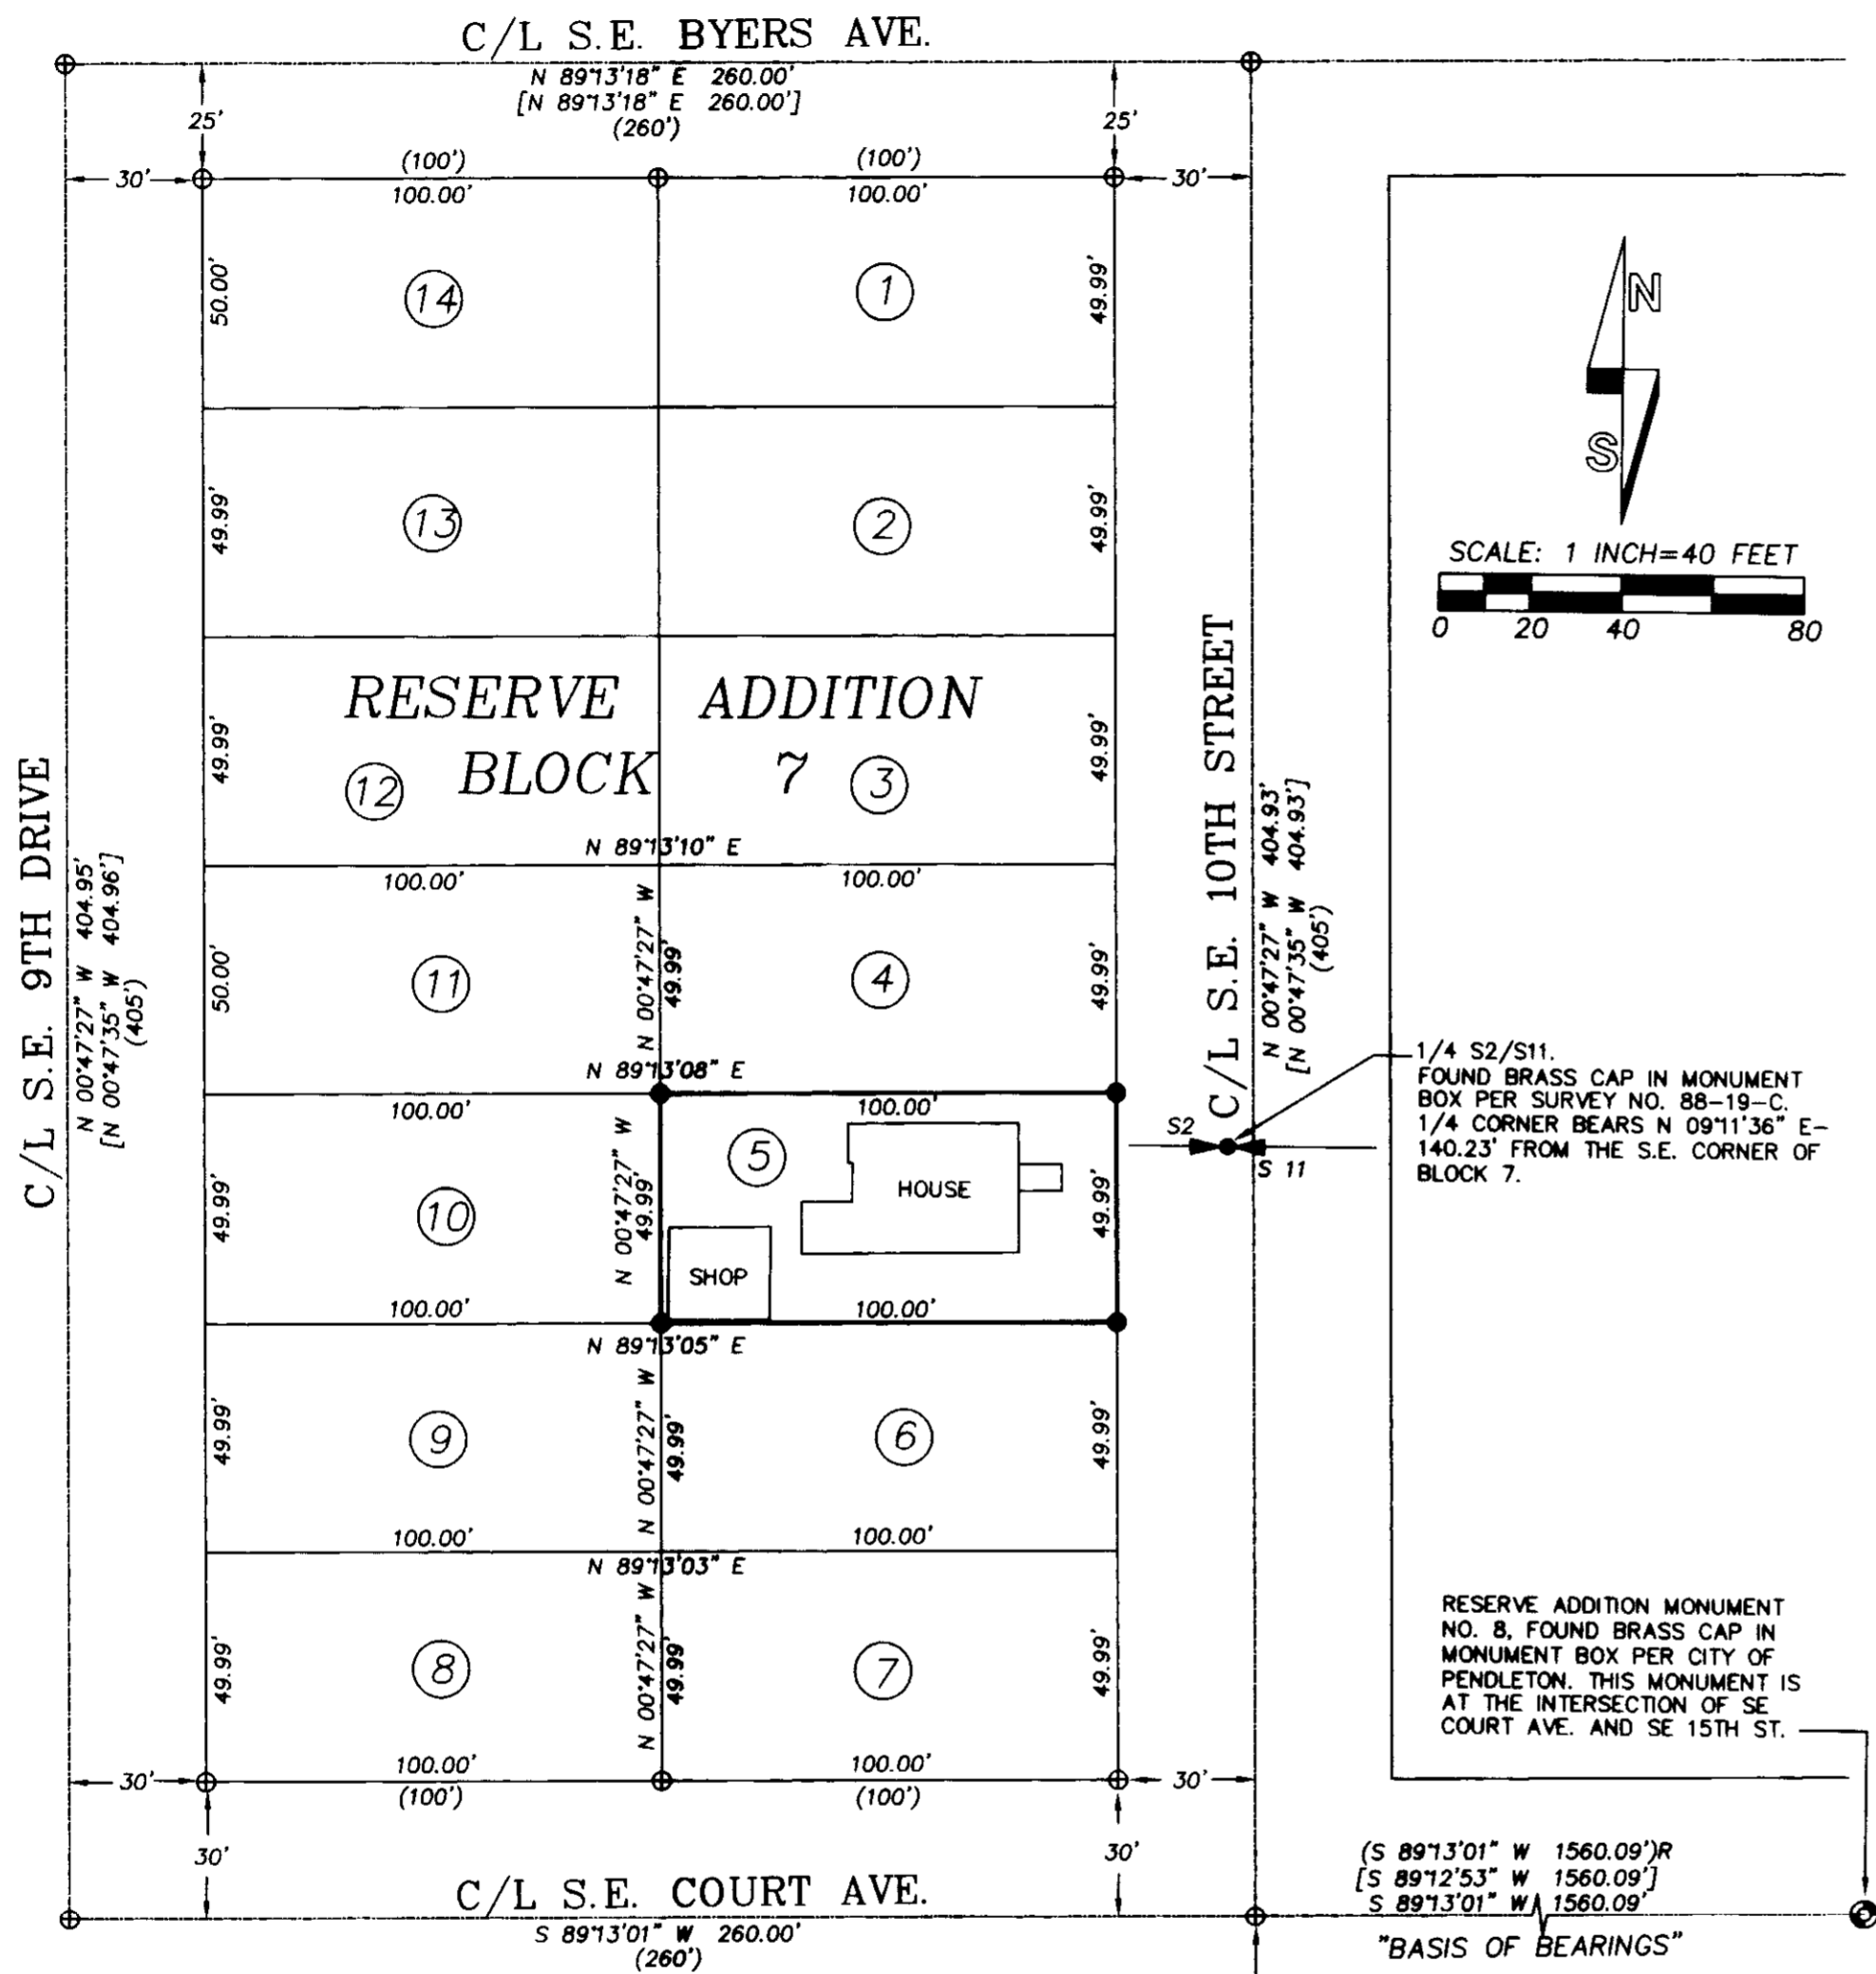 C/L S.E. BYERS AVE.
N 89°13'18" E 260.00'
[N 89°13'18" E 260.00']
(260')
25'
25'
30'
(100')
(100')
30'
100.00'
100.00'
50.00'
14
1
49.99'
N
S
49.99'
13
2
49.99'
SCALE: 1 INCH=40 FEET
0 20 40 80
RESERVE ADDITION
BLOCK 7
49.99'
12
3
49.99'
C/L S.E. 9TH DRIVE
N 00°47'27" W 404.95'
[N 00°47'35" W 404.96']
(405')
C/L S.E. 10TH STREET
N 00°47'27" W 404.93'
[N 00°47'35" W 404.93']
(405')
N 89°13'10" E
100.00'
100.00'
50.00'
11
N 00°47'27" W
49.99'
4
49.99'
N 89°13'08" E
100.00'
100.00'
1/4 S2/S11.
FOUND BRASS CAP IN MONUMENT
BOX PER SURVEY NO. 88-19-C.
1/4 CORNER BEARS N 09°11'36" E-
140.23' FROM THE S.E. CORNER OF
BLOCK 7.
S2
S 11
49.99'
10
N 00°47'27" W
49.99'
5
HOUSE
SHOP
49.99'
100.00'
100.00'
N 89°13'05" E
49.99'
9
N 00°47'27" W
49.99'
6
49.99'
100.00'
100.00'
N 89°13'03" E
49.99'
8
N 00°47'27" W
49.99'
7
49.99'
RESERVE ADDITION MONUMENT
NO. 8, FOUND BRASS CAP IN
MONUMENT BOX PER CITY OF
PENDLETON. THIS MONUMENT IS
AT THE INTERSECTION OF SE
COURT AVE. AND SE 15TH ST.
30'
100.00'
100.00'
30'
(100')
(100')
30'
30'
C/L S.E. COURT AVE.
S 89°13'01" W 260.00'
(260')
(S 89°13'01" W 1560.09')R
[S 89°12'53" W 1560.09']
S 89°13'01" W 1560.09'
"BASIS OF BEARINGS"